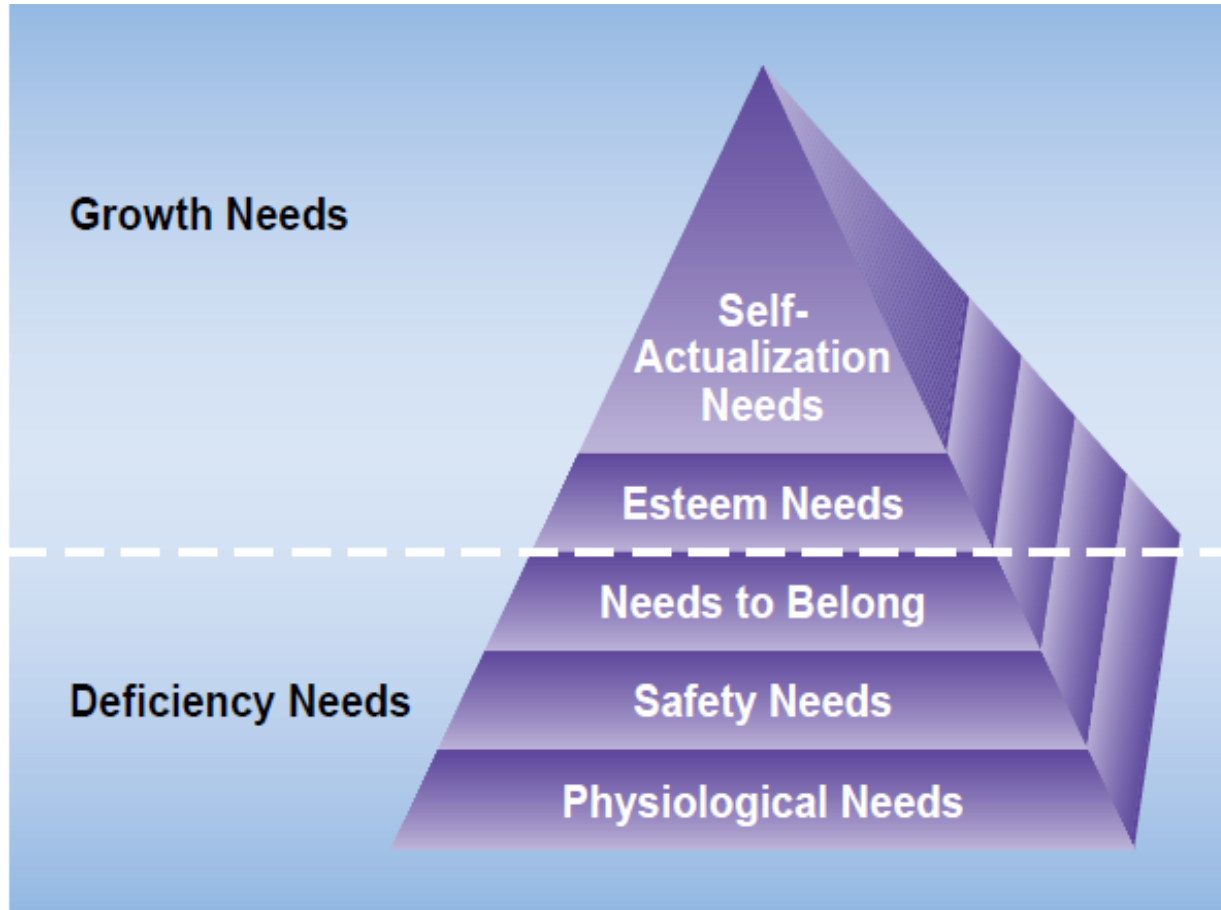 Growth Needs
Self-
Actualization
Needs
Esteem Needs
Needs to Belong
Deficiency Needs
Safety Needs
Physiological Needs